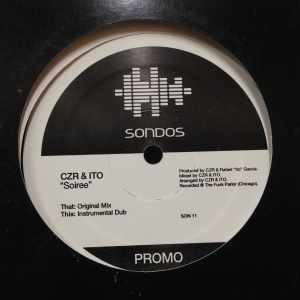 SONDOS
CZR & ITO
"Soiree"
Produced by CZR & Rafael "Ito" Garcia.
Mixed by CZR & ITO.
Arranged by CZR & ITO.
Recorded @ The Funk Parlor (Chicago).
That: Original Mix
This: Instrumental Dub
SON 11
PROMO